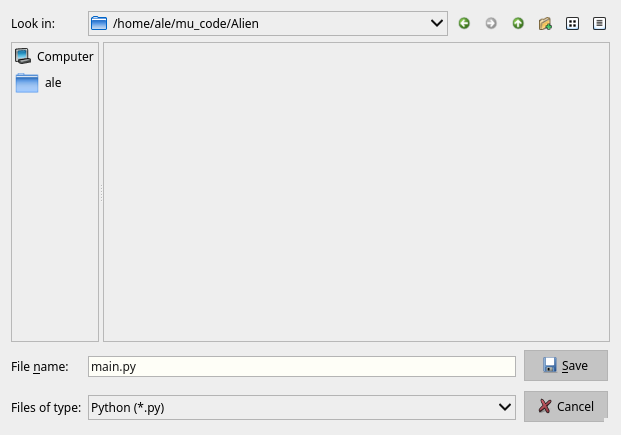 Look in: /home/ale/mu_code/Alien
Computer
ale
File name: main.py Save
Files of type: Python (*.py) Cancel